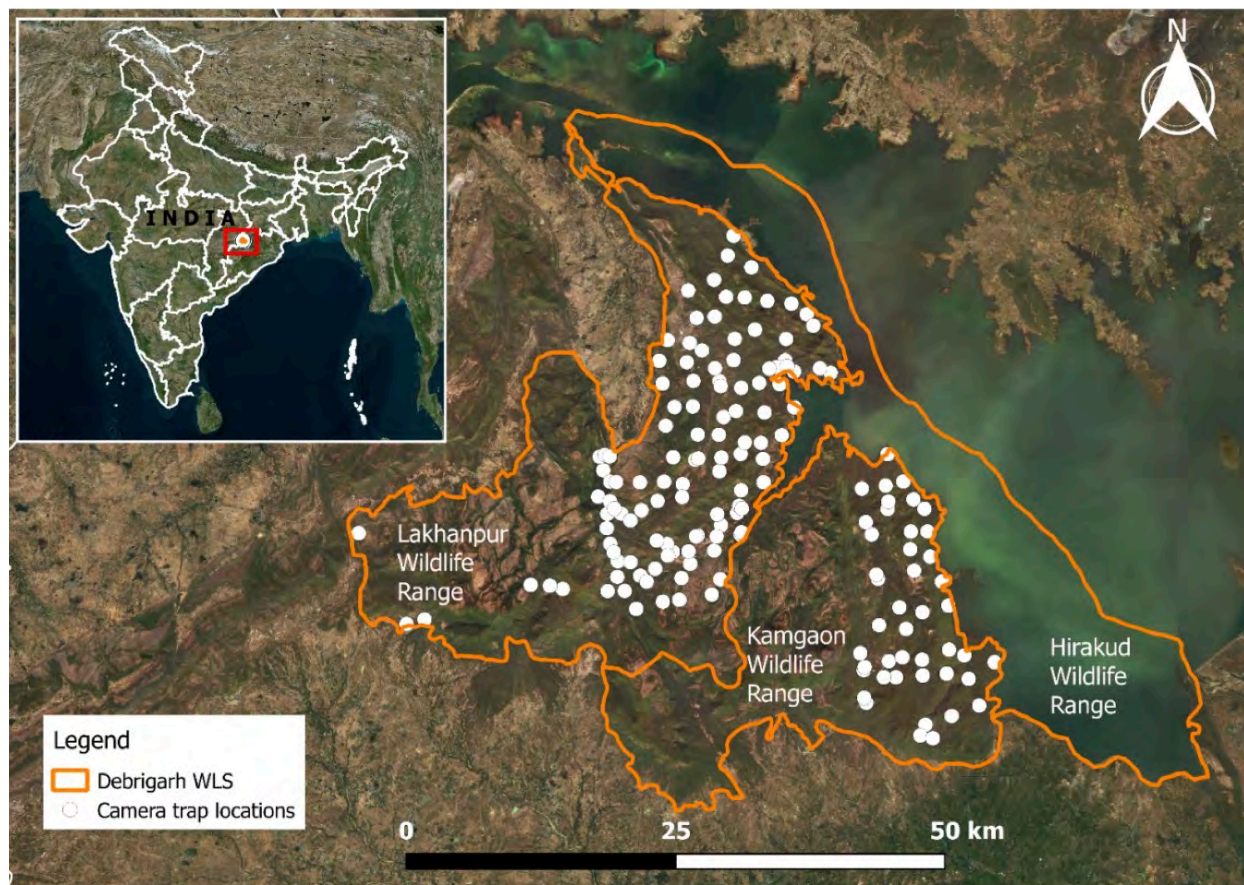 INDIA
N
Lakhanpur
Wildlife
Range
Kamgaon
Wildlife
Range
Hirakud
Wildlife
Range
Legend
Debrigarh WLS
Camera trap locations
0 25 50 km